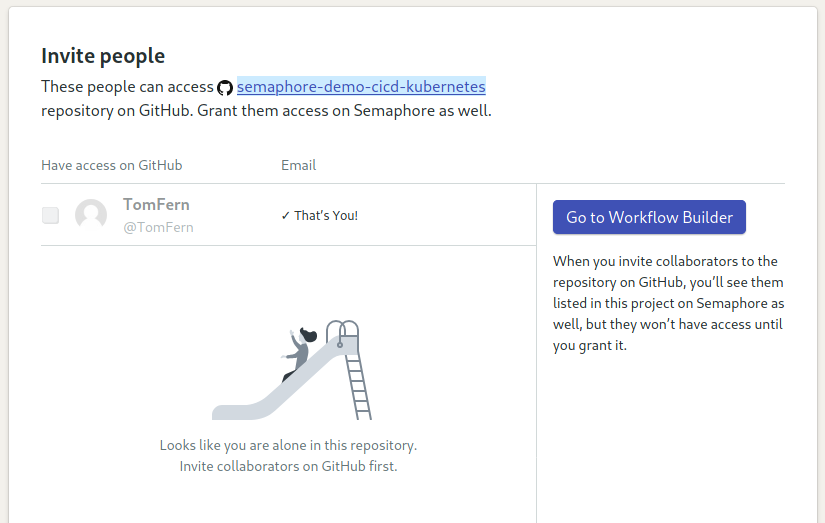 Invite people
These people can access semaphore-demo-cicd-kubernetes
repository on GitHub. Grant them access on Semaphore as well.
Have access on GitHub Email
TomFern
@TomFern
✓ That's You!
Go to Workflow Builder
When you invite collaborators to the
repository on GitHub, you'll see them
listed in this project on Semaphore as
well, but they won't have access until
you grant it.
Looks like you are alone in this repository.
Invite collaborators on GitHub first.